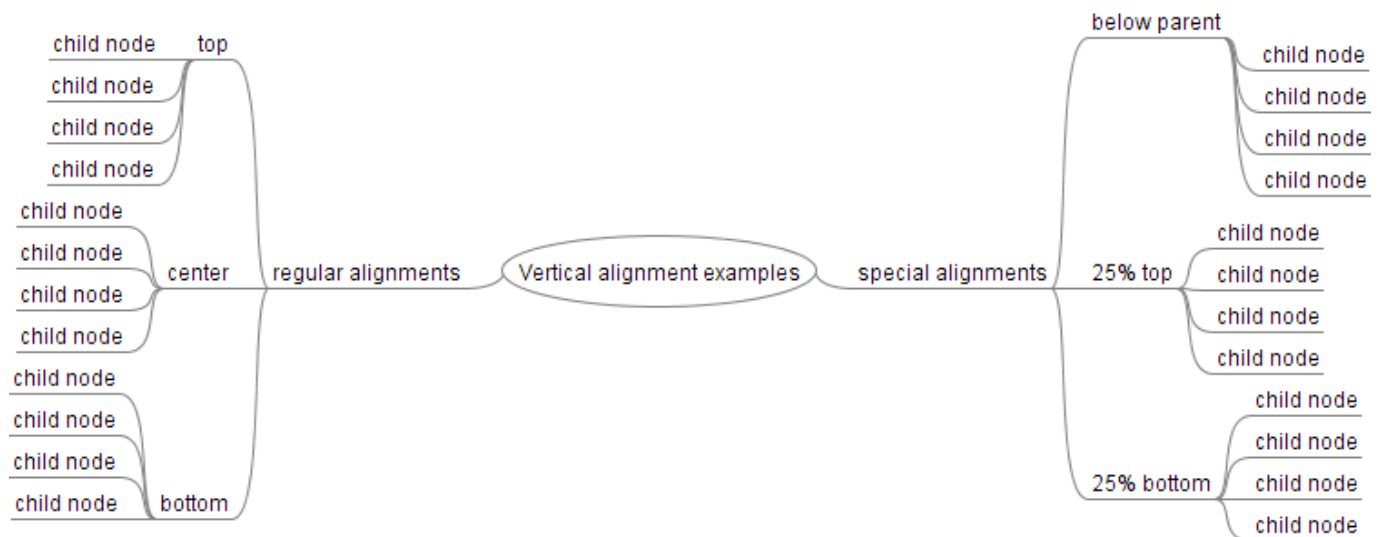 Vertical alignment examples
regular alignments
top
child node
child node
child node
child node
center
child node
child node
child node
child node
bottom
child node
child node
child node
child node
special alignments
below parent
child node
child node
child node
child node
25% top
child node
child node
child node
child node
25% bottom
child node
child node
child node
child node